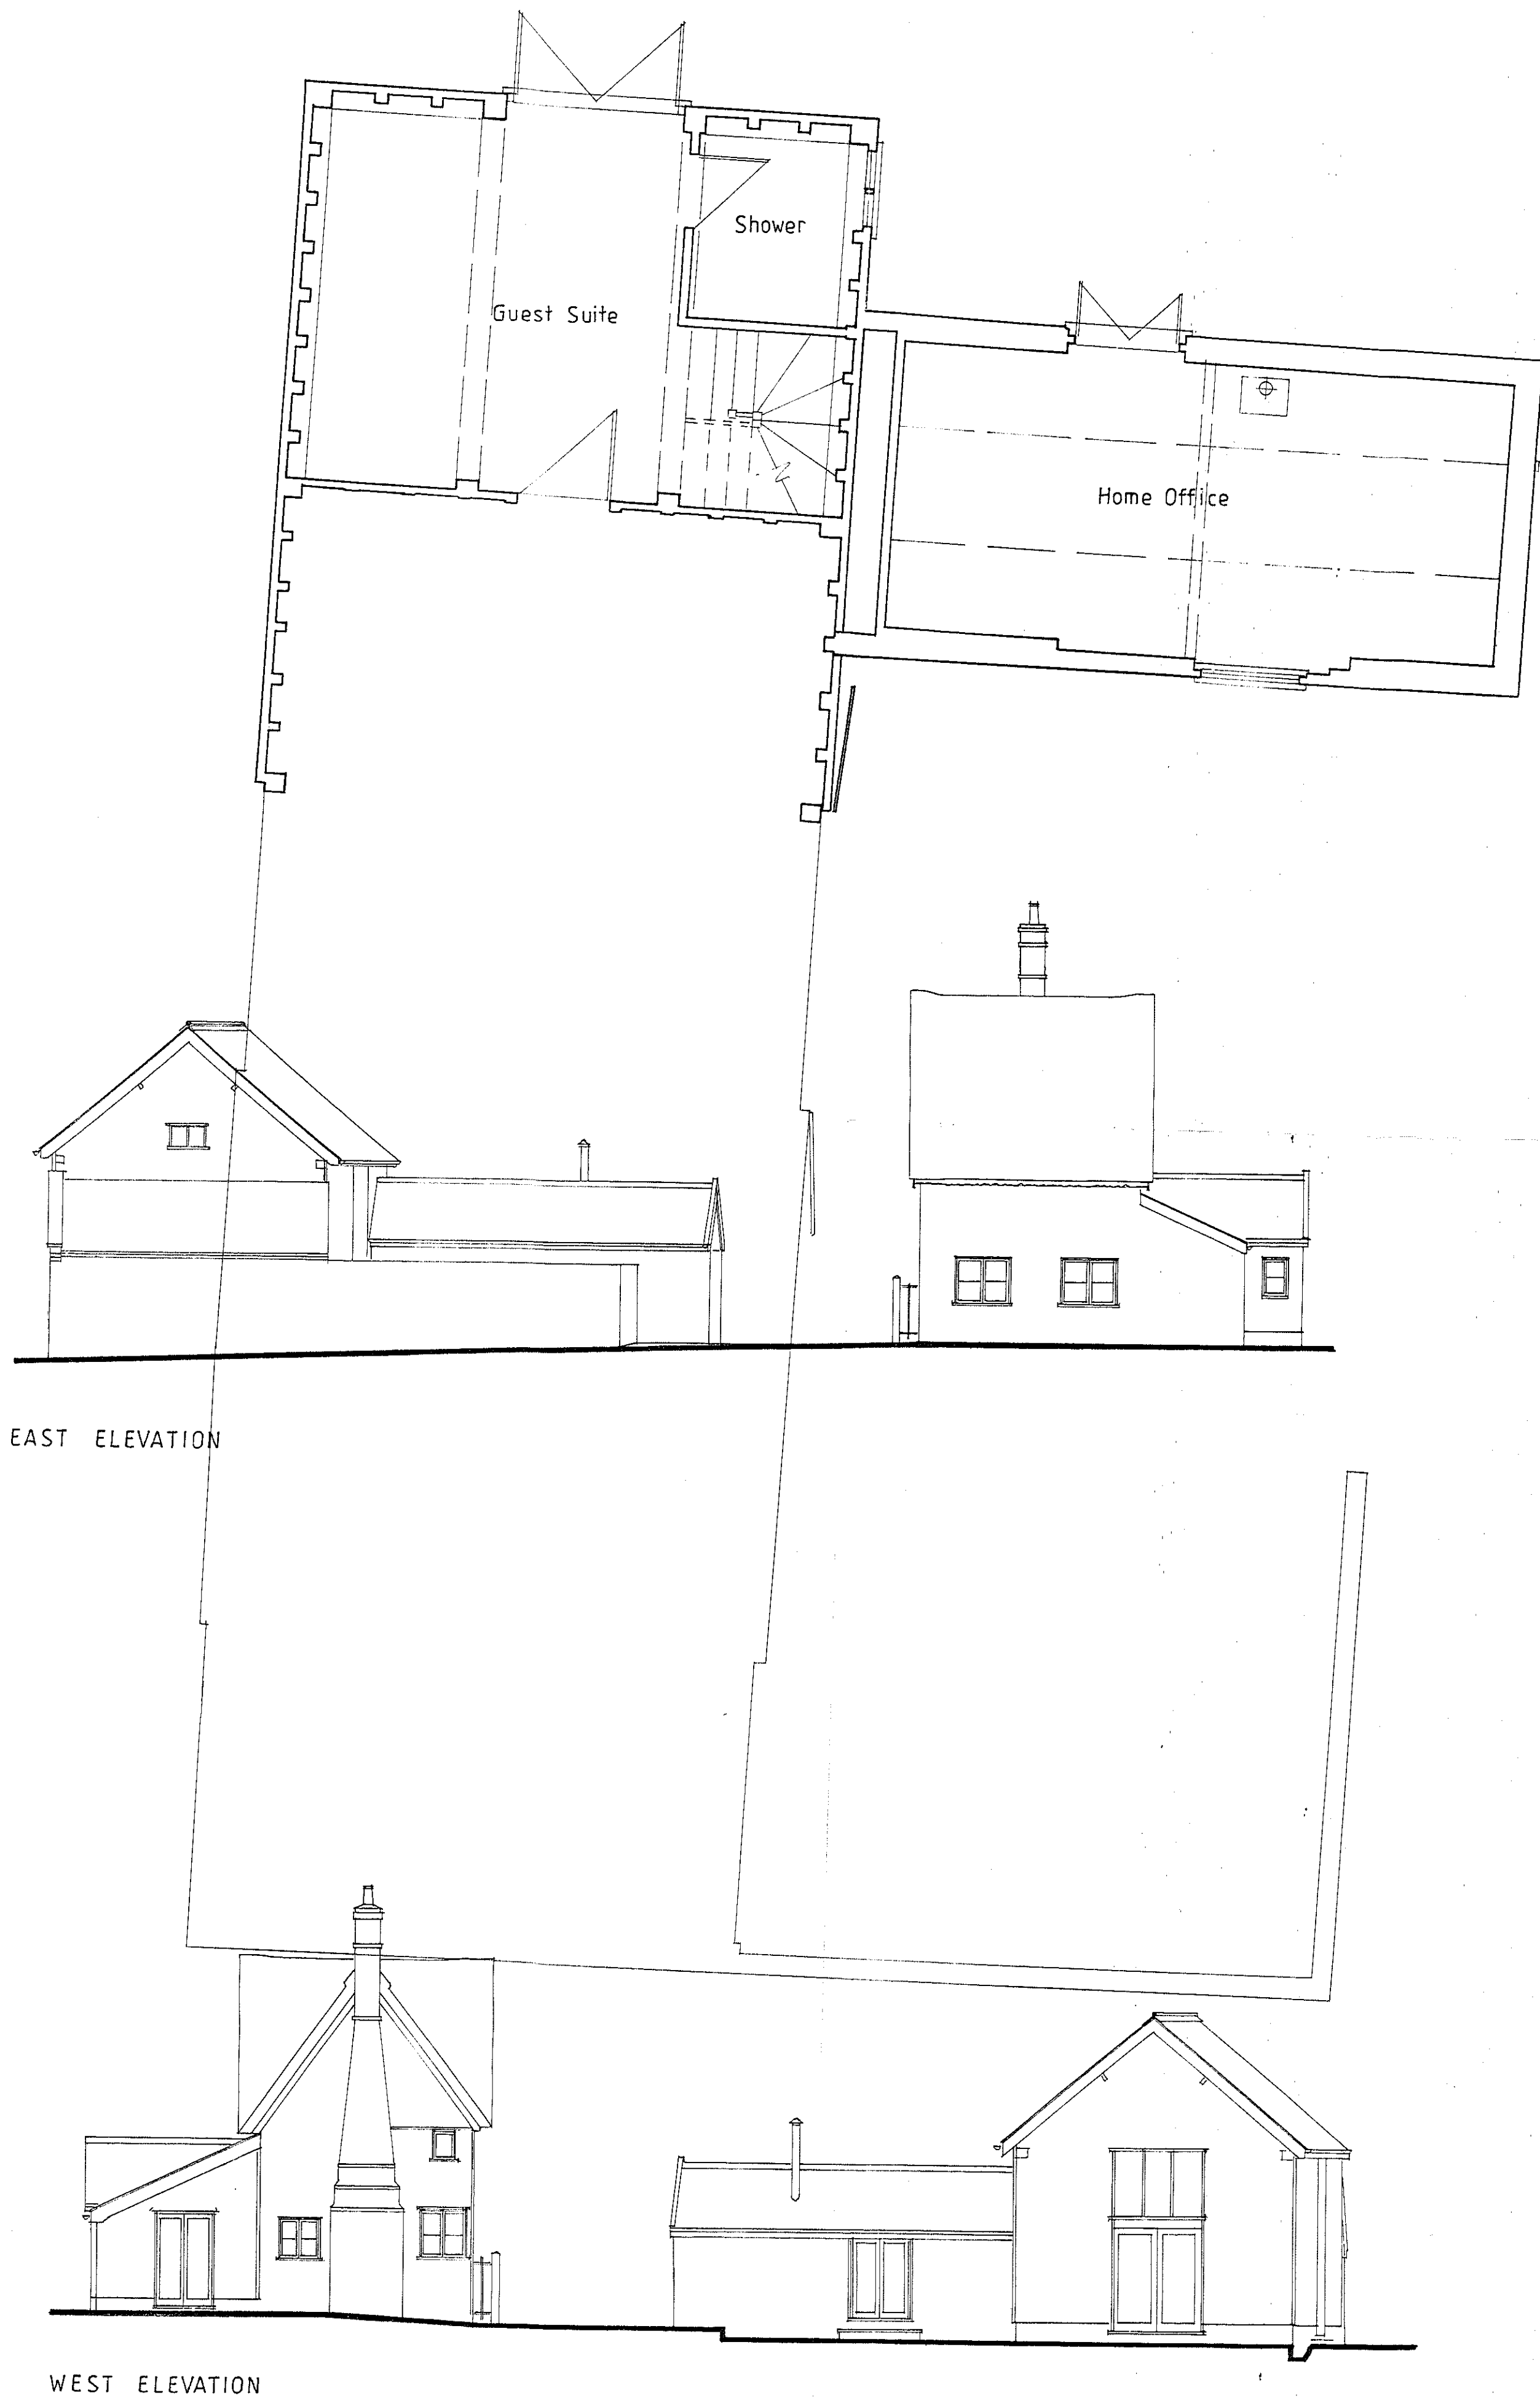 Shower
Guest Suite
Home Office
EAST ELEVATION
WEST ELEVATION